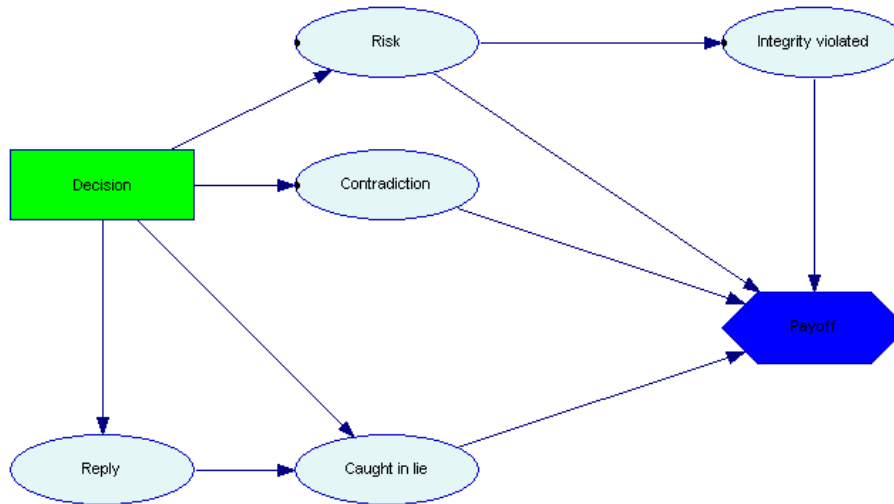 Risk
Integrity violated
Decision
Contradiction
Payoff
Reply
Caught in lie